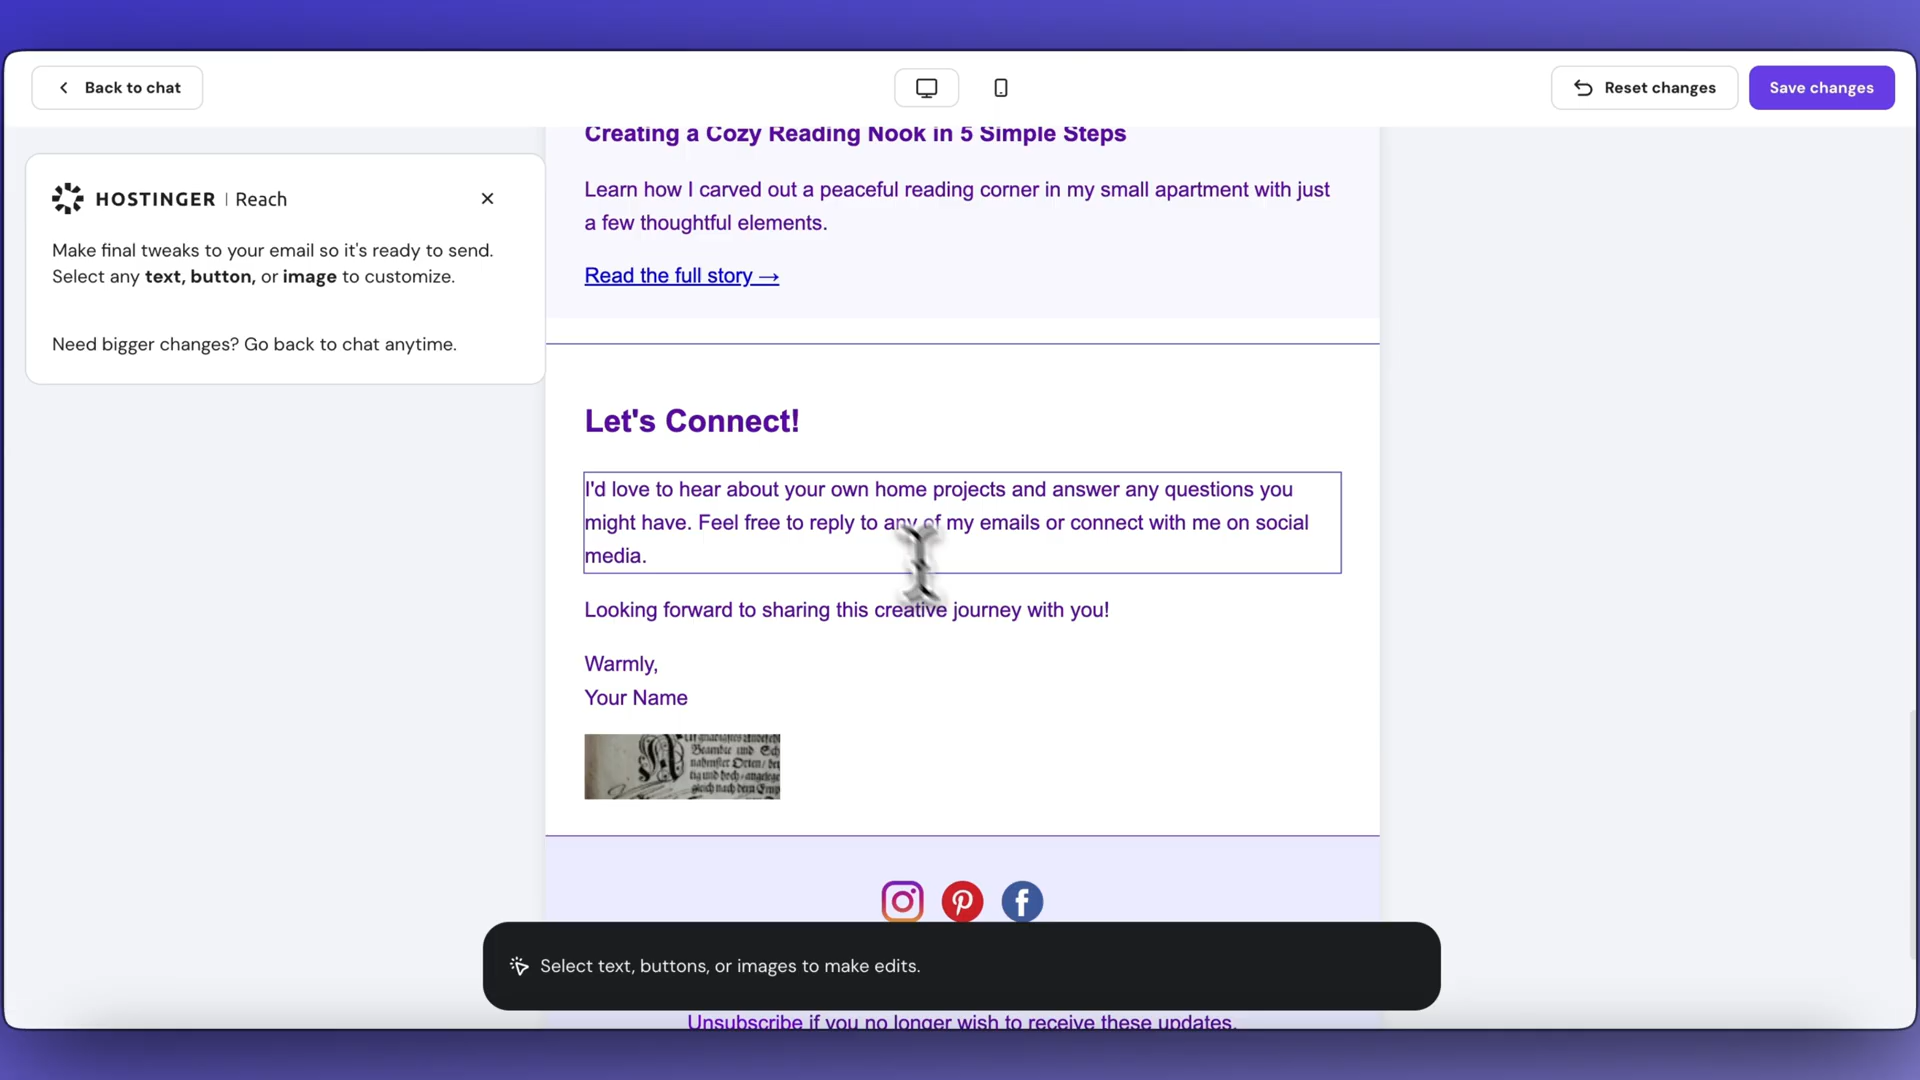 Back to chat
Reset changes
Save changes
HOSTINGER | Reach
Make final tweaks to your email so it's ready to send.
Select any text, button, or image to customize.
Need bigger changes? Go back to chat anytime.
Creating a Cozy Reading Nook in 5 Simple Steps
Learn how I carved out a peaceful reading corner in my small apartment with just
a few thoughtful elements.
Read the full story →
Let's Connect!
I'd love to hear about your own home projects and answer any questions you
might have. Feel free to reply to any of my emails or connect with me on social
media.
Looking forward to sharing this creative journey with you!
Warmly,
Your Name
Select text, buttons, or images to make edits.
Unsubscribe if you no longer wish to receive these updates.